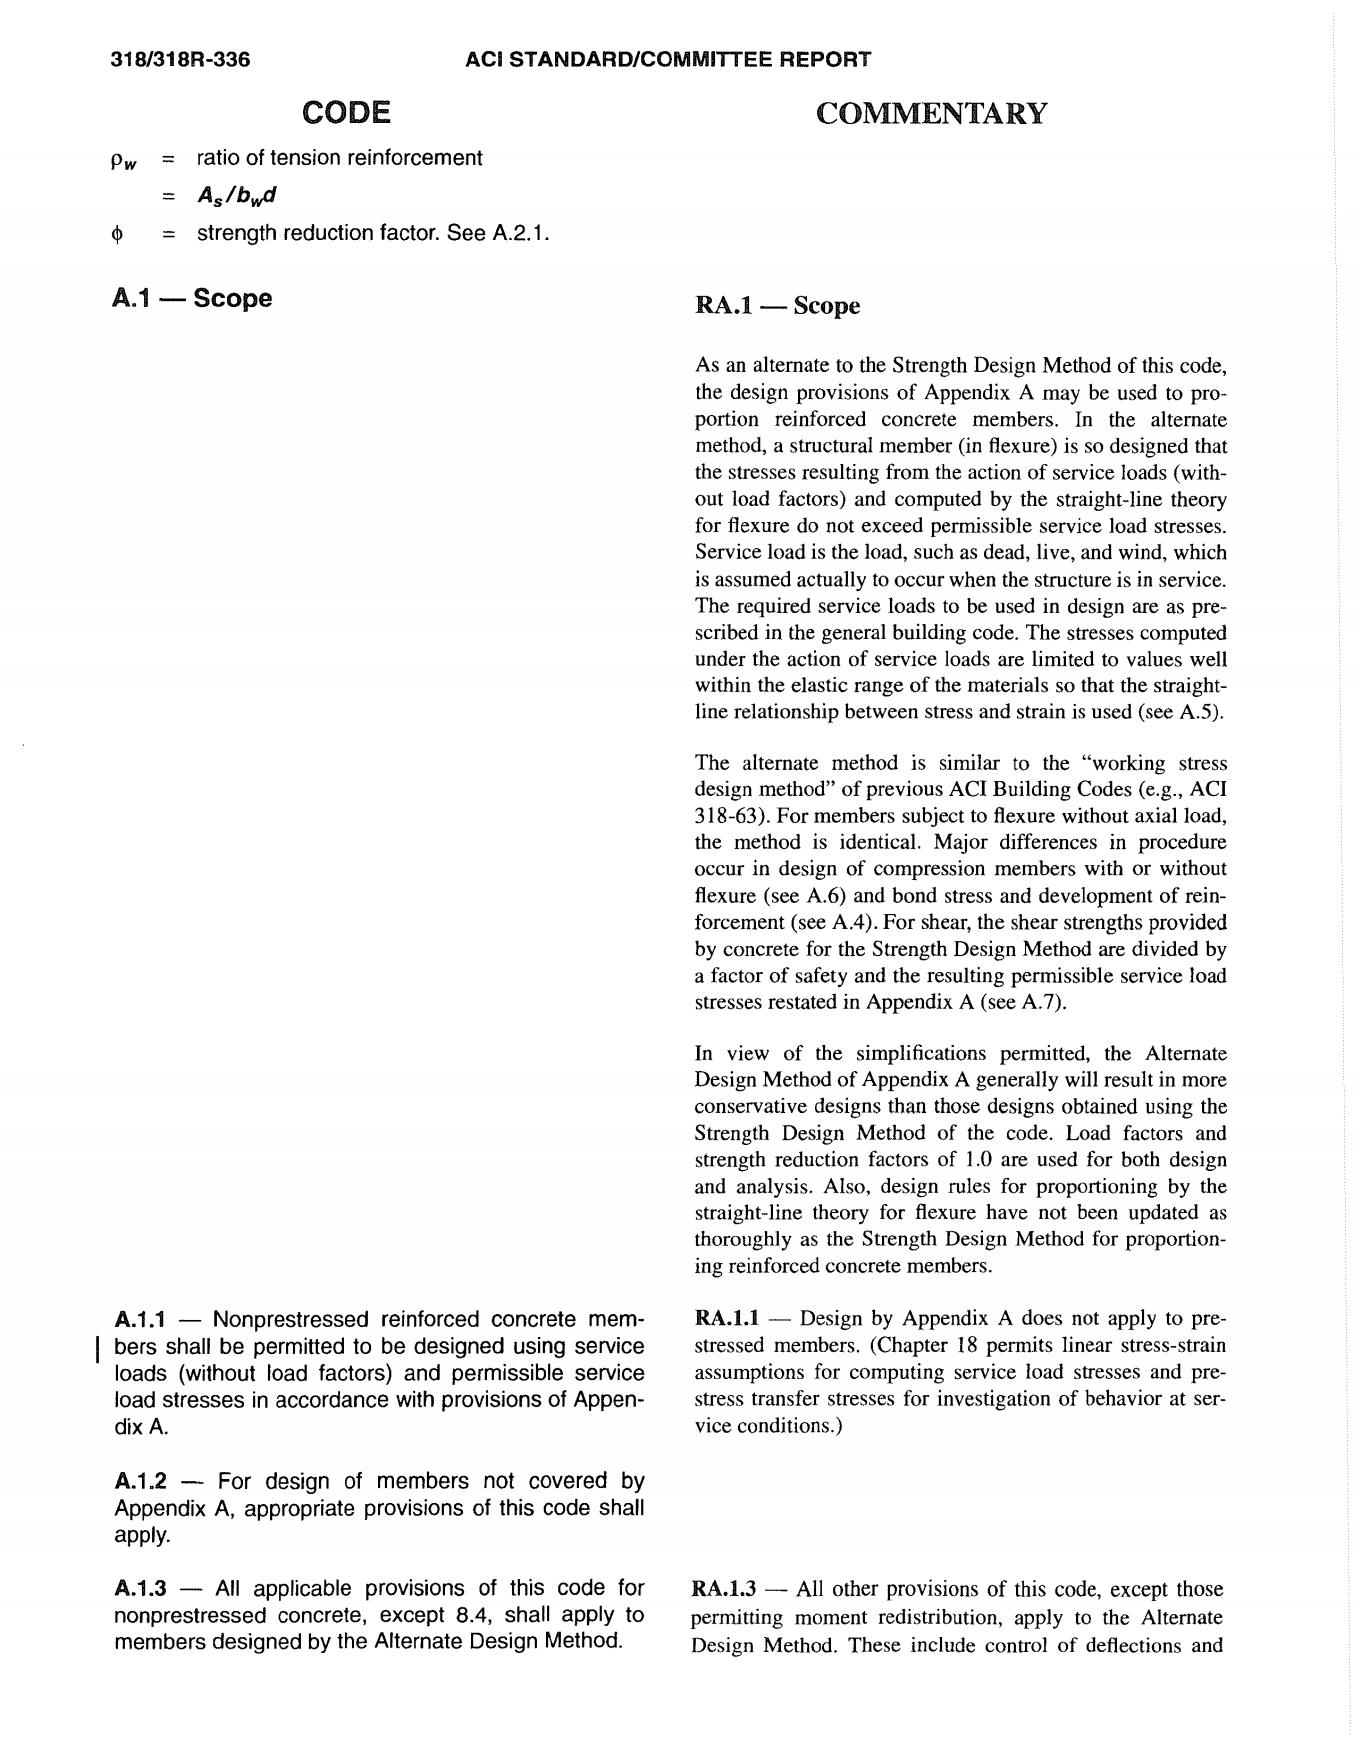 318/318R-336
ACI STANDARD/COMMITTEE REPORT
CODE
ρw = ratio of tension reinforcement
= As/bwd
ϕ = strength reduction factor. See A.2.1.
A.1 — Scope
A.1.1 — Nonprestressed reinforced concrete mem-
bers shall be permitted to be designed using service
loads (without load factors) and permissible service
load stresses in accordance with provisions of Appen-
dix A.
A.1.2 — For design of members not covered by
Appendix A, appropriate provisions of this code shall
apply.
A.1.3 — All applicable provisions of this code for
nonprestressed concrete, except 8.4, shall apply to
members designed by the Alternate Design Method.
COMMENTARY
RA.1 — Scope
As an alternate to the Strength Design Method of this code,
the design provisions of Appendix A may be used to pro-
portion reinforced concrete members. In the alternate
method, a structural member (in flexure) is so designed that
the stresses resulting from the action of service loads (with-
out load factors) and computed by the straight-line theory
for flexure do not exceed permissible service load stresses.
Service load is the load, such as dead, live, and wind, which
is assumed actually to occur when the structure is in service.
The required service loads to be used in design are as pre-
scribed in the general building code. The stresses computed
under the action of service loads are limited to values well
within the elastic range of the materials so that the straight-
line relationship between stress and strain is used (see A.5).
The alternate method is similar to the “working stress
design method” of previous ACI Building Codes (e.g., ACI
318-63). For members subject to flexure without axial load,
the method is identical. Major differences in procedure
occur in design of compression members with or without
flexure (see A.6) and bond stress and development of rein-
forcement (see A.4). For shear, the shear strengths provided
by concrete for the Strength Design Method are divided by
a factor of safety and the resulting permissible service load
stresses restated in Appendix A (see A.7).
In view of the simplifications permitted, the Alternate
Design Method of Appendix A generally will result in more
conservative designs than those designs obtained using the
Strength Design Method of the code. Load factors and
strength reduction factors of 1.0 are used for both design
and analysis. Also, design rules for proportioning by the
straight-line theory for flexure have not been updated as
thoroughly as the Strength Design Method for proportion-
ing reinforced concrete members.
RA.1.1 — Design by Appendix A does not apply to pre-
stressed members. (Chapter 18 permits linear stress-strain
assumptions for computing service load stresses and pre-
stress transfer stresses for investigation of behavior at ser-
vice conditions.)
RA.1.3 — All other provisions of this code, except those
permitting moment redistribution, apply to the Alternate
Design Method. These include control of deflections and